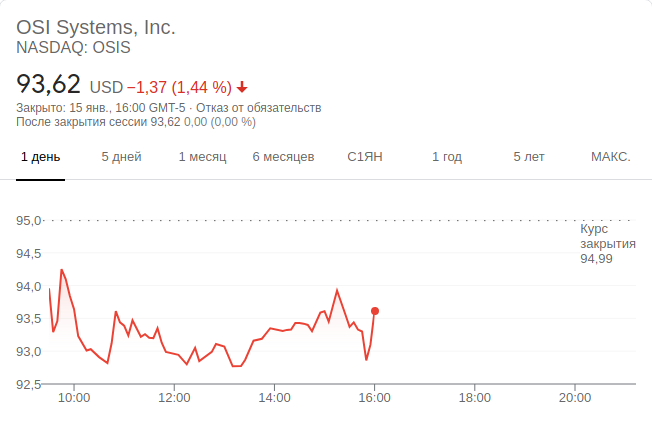 OSI Systems, Inc.
NASDAQ: OSIS
93,62 USD −1,37 (1,44 %)
Закрыто: 15 янв., 16:00 GMT-5 · Отказ от обязательств
После закрытия сессии 93,62 0,00 (0,00 %)
1 день 5 дней 1 месяц 6 месяцев С1ЯН 1 год 5 лет МАКС.
95,0
Курс
закрытия
94,99
94,5
94,0
93,5
93,0
92,5
10:00 12:00 14:00 16:00 18:00 20:00